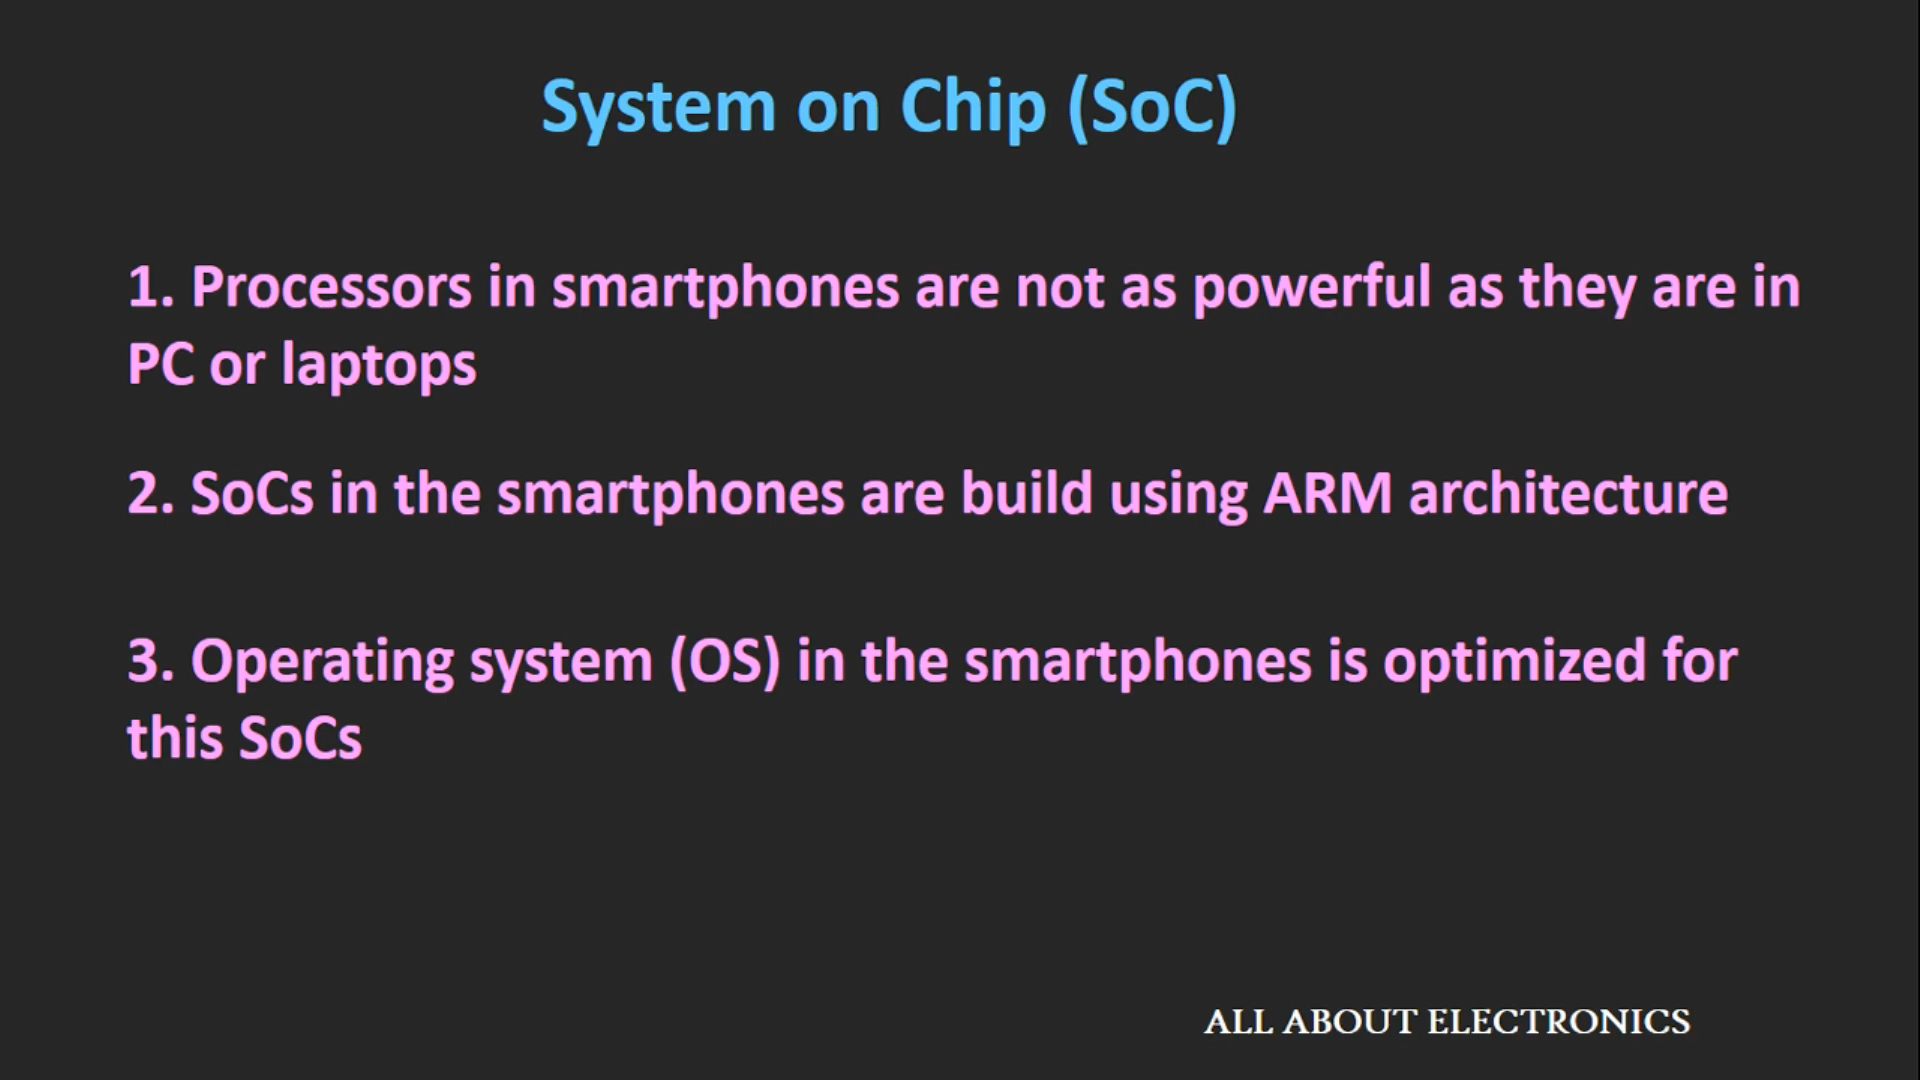 System on Chip (SoC)
1. Processors in smartphones are not as powerful as they are in
PC or laptops
2. SoCs in the smartphones are build using ARM architecture
3. Operating system (OS) in the smartphones is optimized for
this SoCs
ALL ABOUT ELECTRONICS